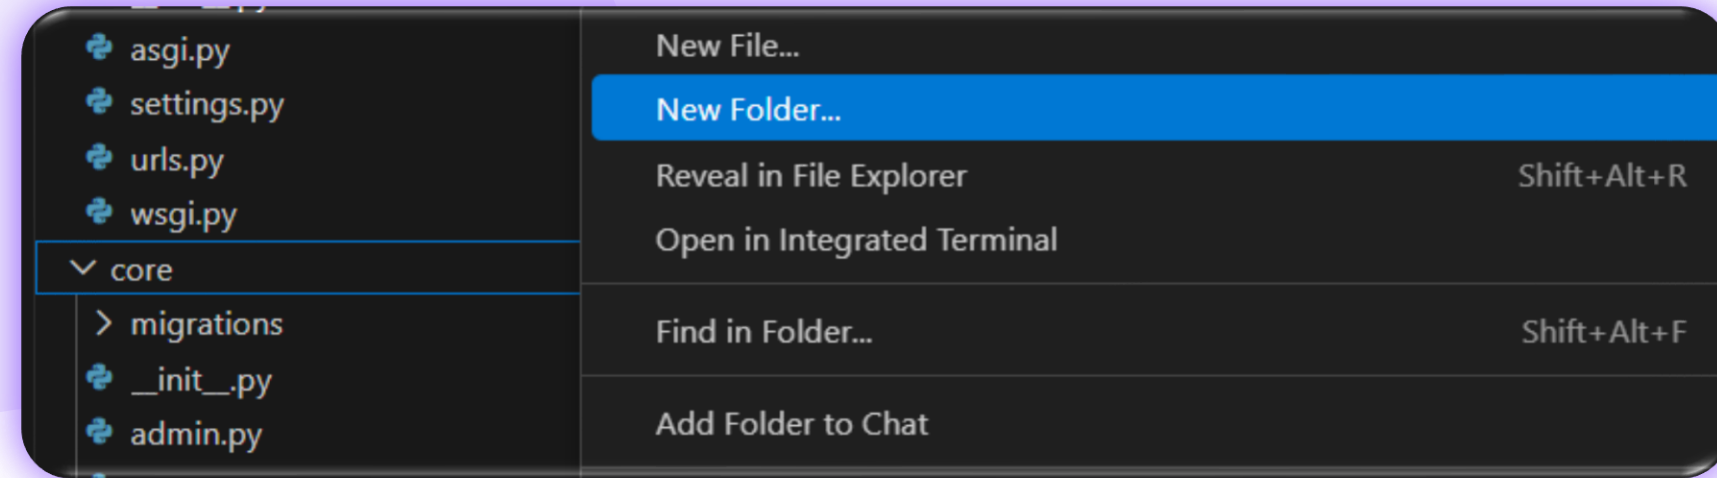 asgi.py
settings.py
urls.py
wsgi.py
core
migrations
__init__.py
admin.py
New File...
New Folder...
Reveal in File Explorer Shift+Alt+R
Open in Integrated Terminal
Find in Folder... Shift+Alt+F
Add Folder to Chat